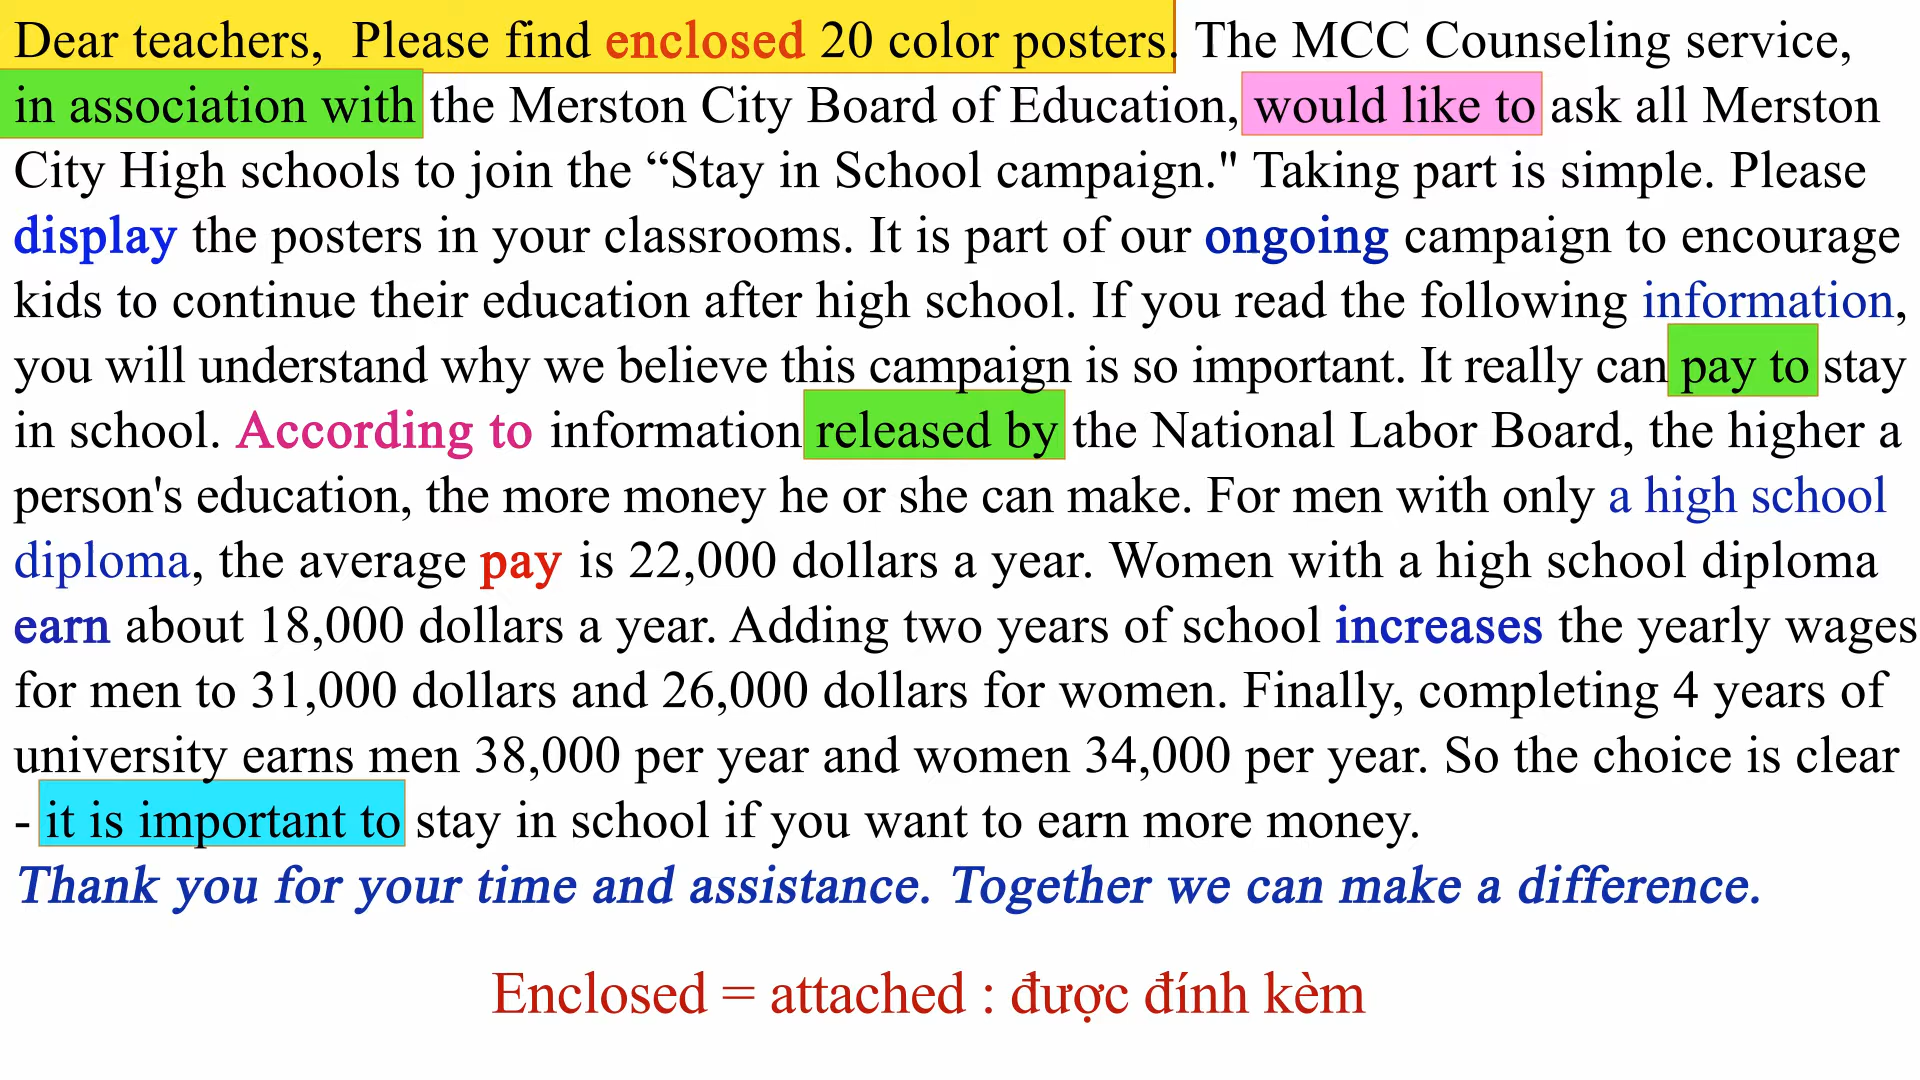 Dear teachers,  Please find enclosed 20 color posters. The MCC Counseling service,
in association with the Merston City Board of Education, would like to ask all Merston
City High schools to join the “Stay in School campaign." Taking part is simple. Please
display the posters in your classrooms. It is part of our ongoing campaign to encourage
kids to continue their education after high school. If you read the following information,
you will understand why we believe this campaign is so important. It really can pay to stay
in school. According to information released by the National Labor Board, the higher a
person's education, the more money he or she can make. For men with only a high school
diploma, the average pay is 22,000 dollars a year. Women with a high school diploma
earn about 18,000 dollars a year. Adding two years of school increases the yearly wages
for men to 31,000 dollars and 26,000 dollars for women. Finally, completing 4 years of
university earns men 38,000 per year and women 34,000 per year. So the choice is clear
- it is important to stay in school if you want to earn more money.
Thank you for your time and assistance. Together we can make a difference.
Enclosed = attached : được đính kèm